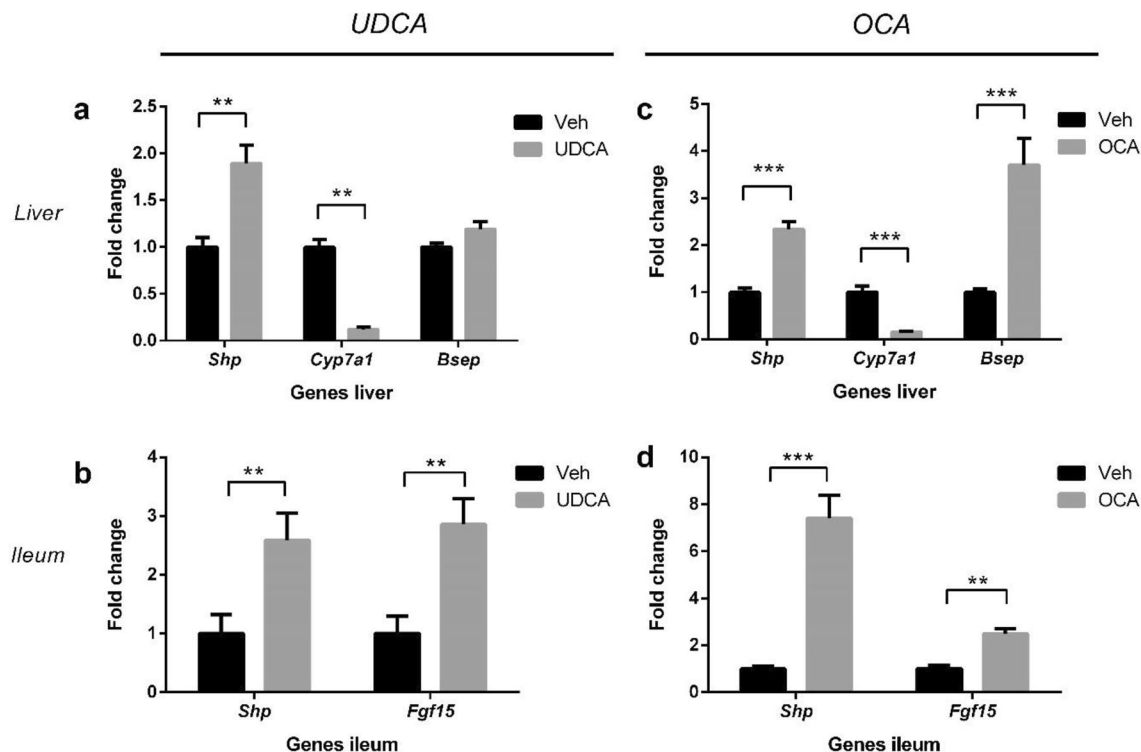 UDCA
OCA
Liver
Ileum
a
**
**
Veh
UDCA
2.5
2.0
1.5
1.0
0.5
0.0
Fold change
Shp
Cyp7a1
Bsep
Genes liver
c
***
***
***
Veh
OCA
5
4
3
2
1
0
Fold change
Shp
Cyp7a1
Bsep
Genes liver
b
**
**
Veh
UDCA
4
3
2
1
0
Fold change
Shp
Fgf15
Genes ileum
d
***
**
Veh
OCA
10
8
6
4
2
0
Fold change
Shp
Fgf15
Genes ileum